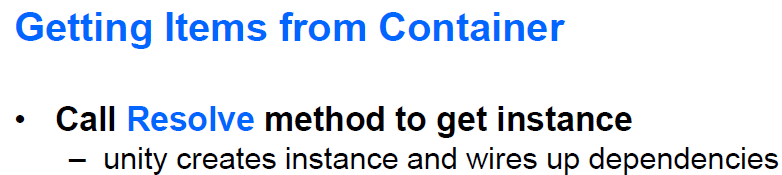 Getting Items from Container
• Call Resolve method to get instance
– unity creates instance and wires up dependencies